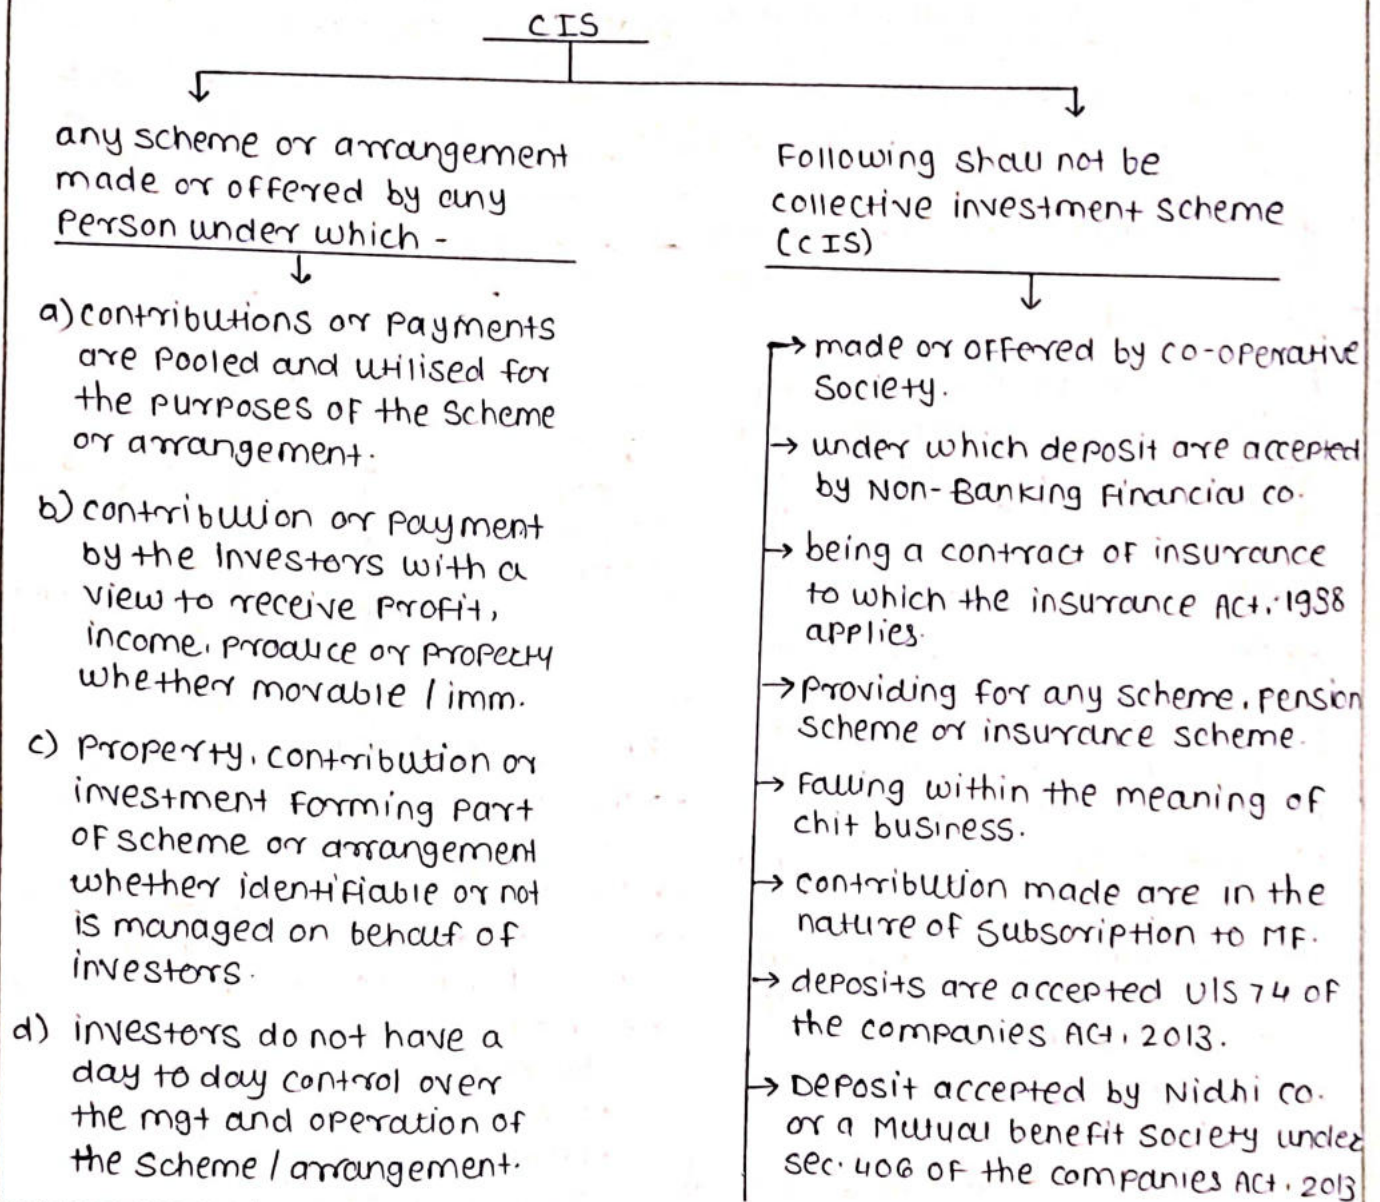 CIS
any scheme or arrangement
made or offered by any
Person under which -
a) contributions or payments
are pooled and utilised for
the purposes of the scheme
or arrangement.
b) contribution or payment
by the investors with a
view to receive profit,
income, produce or property
whether movable / imm.
c) Property, contribution or
investment forming part
of scheme or arrangement
whether identifiable or not
is managed on behalf of
investors.
d) investors do not have a
day to day control over
the mgt and operation of
the scheme / arrangement.
Following shall not be
collective investment scheme
(CIS)
→ made or offered by co-operative
society.
→ under which deposit are accepted
by Non-Banking Financial co.
→ being a contract of insurance
to which the insurance Act, 1938
applies.
→ Providing for any scheme, pension
scheme or insurance scheme.
→ Falling within the meaning of
chit business.
→ contribution made are in the
nature of subscription to MF.
→ deposits are accepted U/S 74 of
the companies Act, 2013.
→ Deposit accepted by Nidhi co.
or a Mutual benefit society under
sec. 406 of the companies Act, 2013